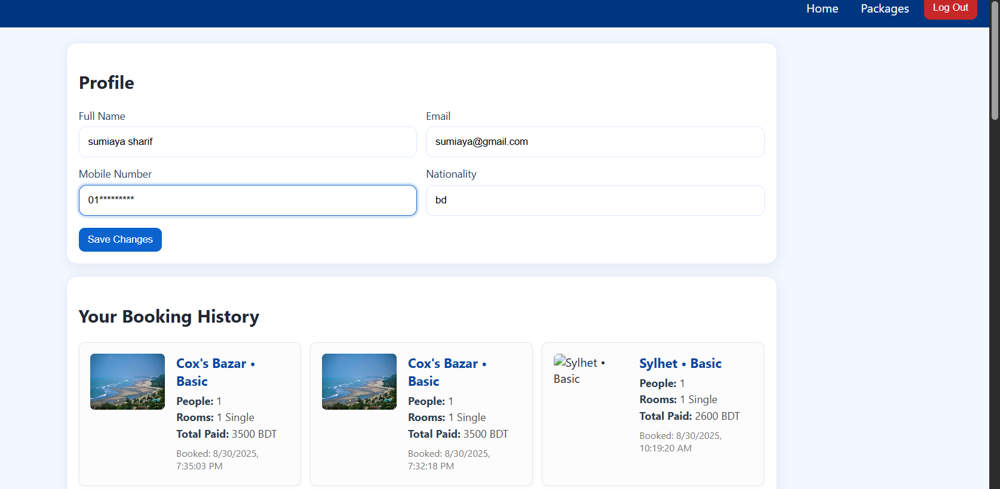 Home Packages Log Out
Profile
Full Name
sumiaya sharif
Email
sumiaya@gmail.com
Mobile Number
01*********
Nationality
bd
Save Changes
Your Booking History
Cox's Bazar •
Basic
People: 1
Rooms: 1 Single
Total Paid: 3500 BDT
Booked: 8/30/2025,
7:35:03 PM
Cox's Bazar •
Basic
People: 1
Rooms: 1 Single
Total Paid: 3500 BDT
Booked: 8/30/2025,
7:32:18 PM
Sylhet •
Basic
Sylhet • Basic
People: 1
Rooms: 1 Single
Total Paid: 2600 BDT
Booked: 8/30/2025,
10:19:20 AM